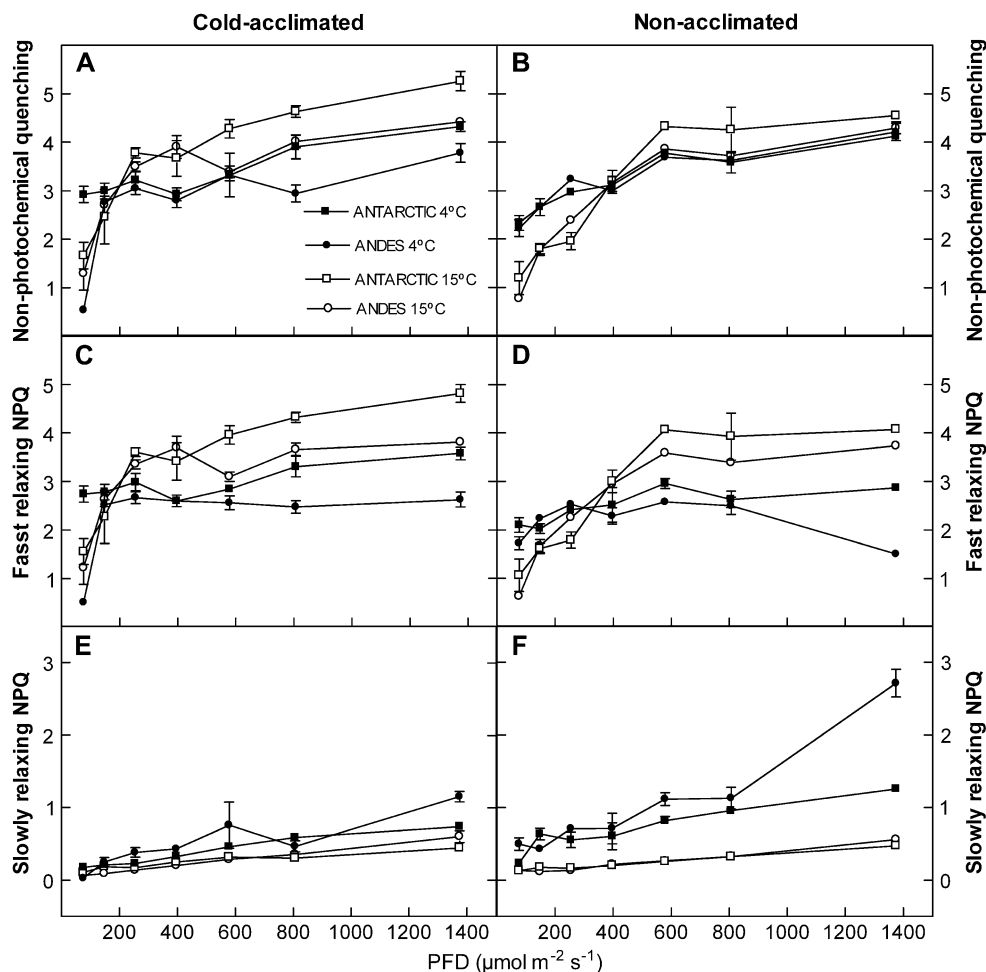 Cold-acclimated
Non-acclimated
A
B
Non-photochemical quenching
5
4
3
2
1
ANTARCTIC 4ºC
ANDES 4ºC
ANTARCTIC 15ºC
ANDES 15ºC
5
4
3
2
1
Non-photochemical quenching
C
D
Fasst relaxing NPQ
5
4
3
2
1
5
4
3
2
1
Fast relaxing NPQ
E
F
Slowly relaxing NPQ
3
2
1
0
3
2
1
0
Slowly relaxing NPQ
200 400 600 800 1000 1200 1400
200 400 600 800 1000 1200 1400
PFD (µmol m-2 s-1)